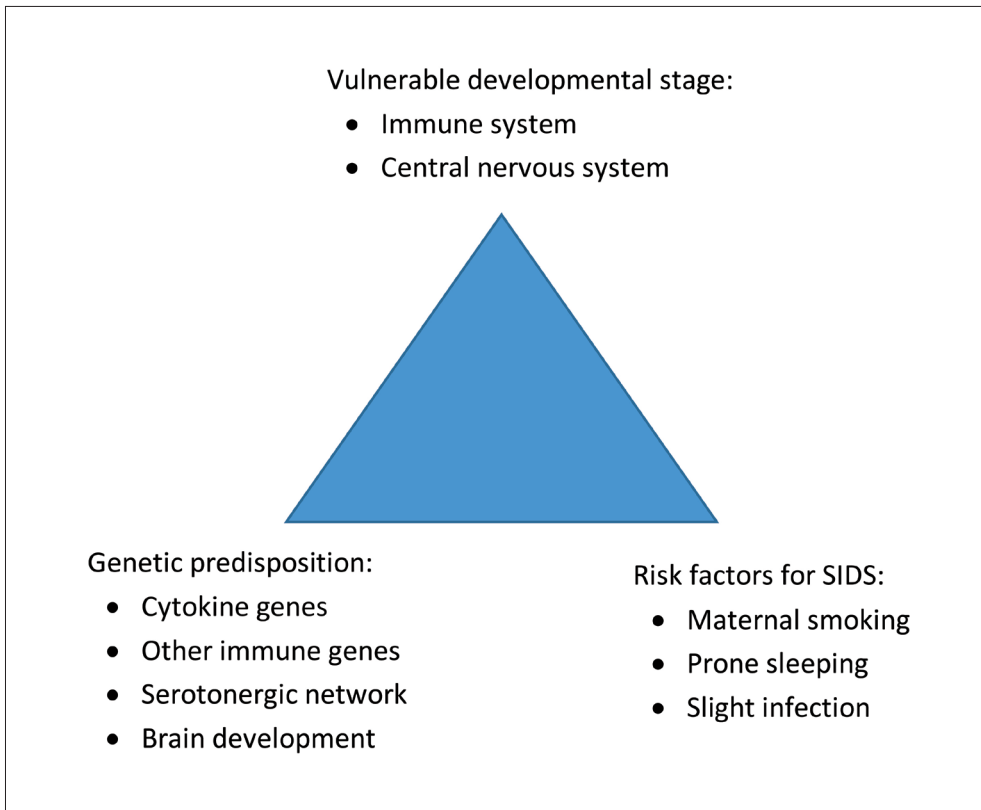 Vulnerable developmental stage:
• Immune system
• Central nervous system
Genetic predisposition:
• Cytokine genes
• Other immune genes
• Serotonergic network
• Brain development
Risk factors for SIDS:
• Maternal smoking
• Prone sleeping
• Slight infection